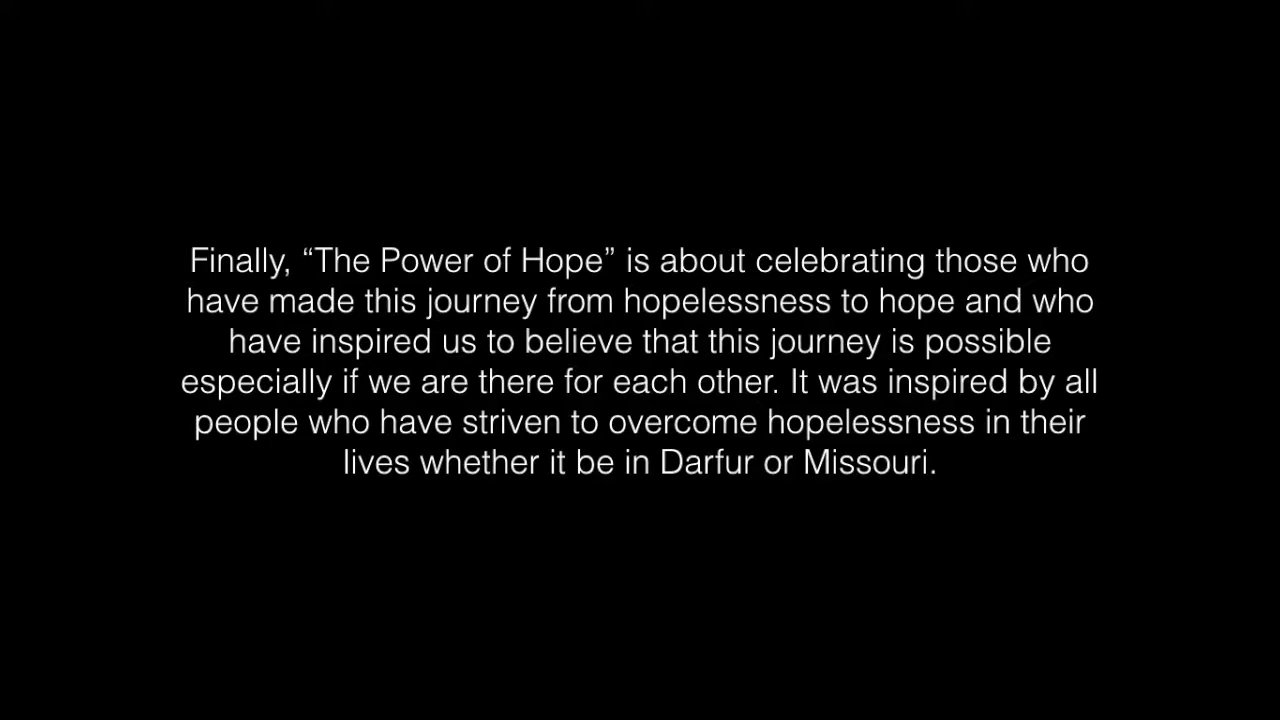 Finally, “The Power of Hope” is about celebrating those who
have made this journey from hopelessness to hope and who
have inspired us to believe that this journey is possible
especially if we are there for each other. It was inspired by all
people who have striven to overcome hopelessness in their
lives whether it be in Darfur or Missouri.